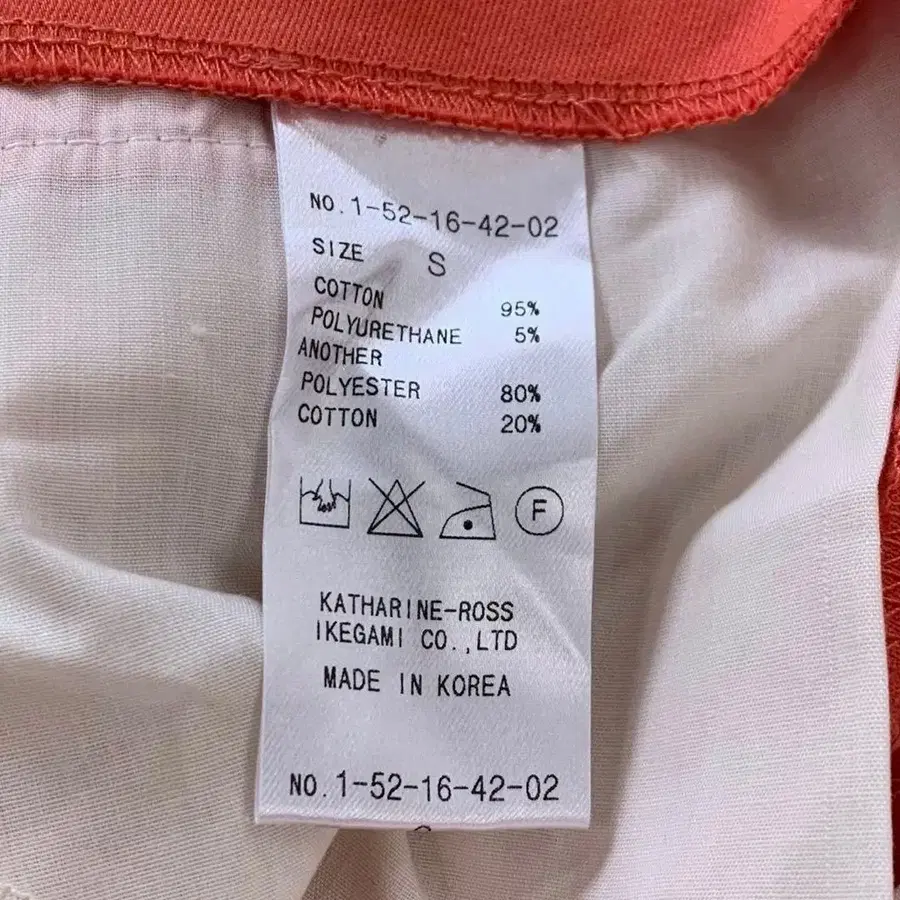 NO. 1-52-16-42-02
SIZE S
COTTON 95%
POLYURETHANE 5%
ANOTHER
POLYESTER 80%
COTTON 20%
F
KATHARINE-ROSS
IKEGAMI CO.,LTD
MADE IN KOREA
NO. 1-52-16-42-02